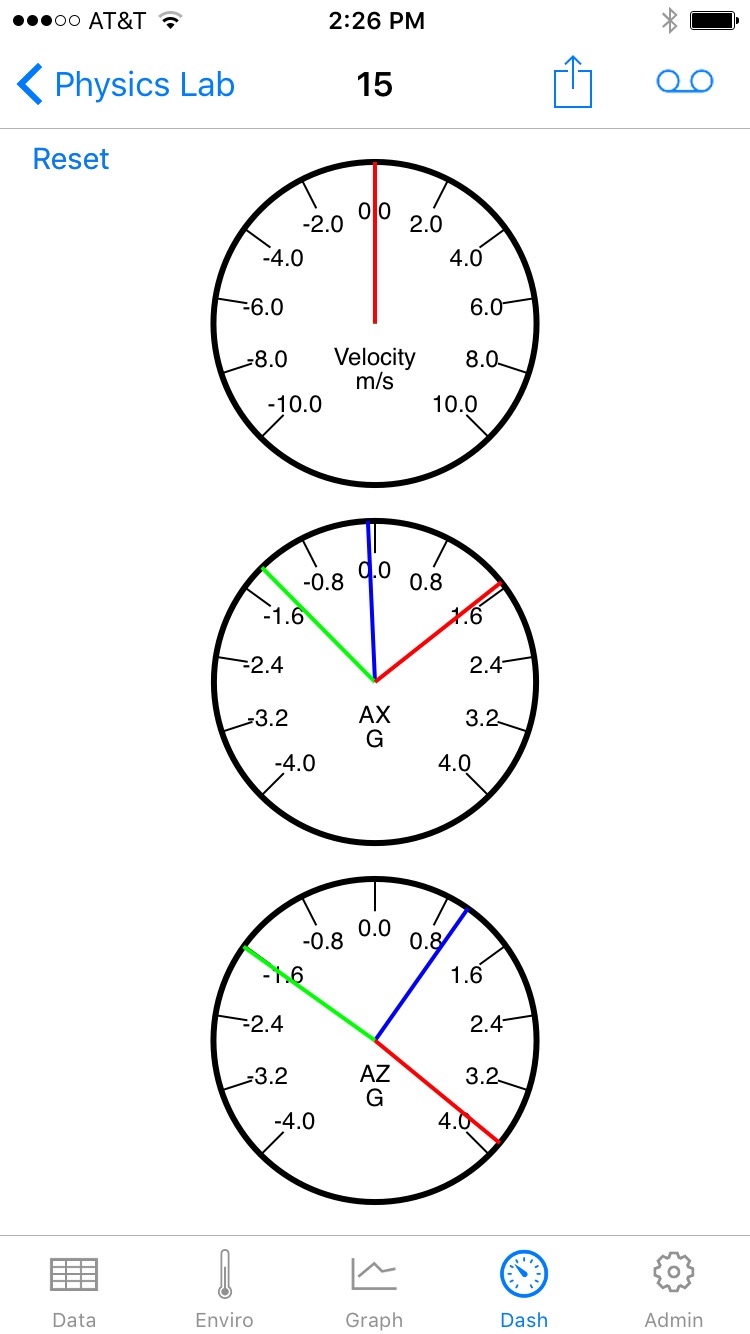 AT&T 2:26 PM
Physics Lab 15
Reset
0.0
-2.0 2.0
-4.0 4.0
-6.0 6.0
-8.0 8.0
-10.0 10.0
Velocity
m/s
0.0
-0.8 0.8
-1.6 1.6
-2.4 2.4
-3.2 3.2
-4.0 4.0
AX
G
0.0
-0.8 0.8
-1.6 1.6
-2.4 2.4
-3.2 3.2
-4.0 4.0
AZ
G
Data Enviro Graph Dash Admin